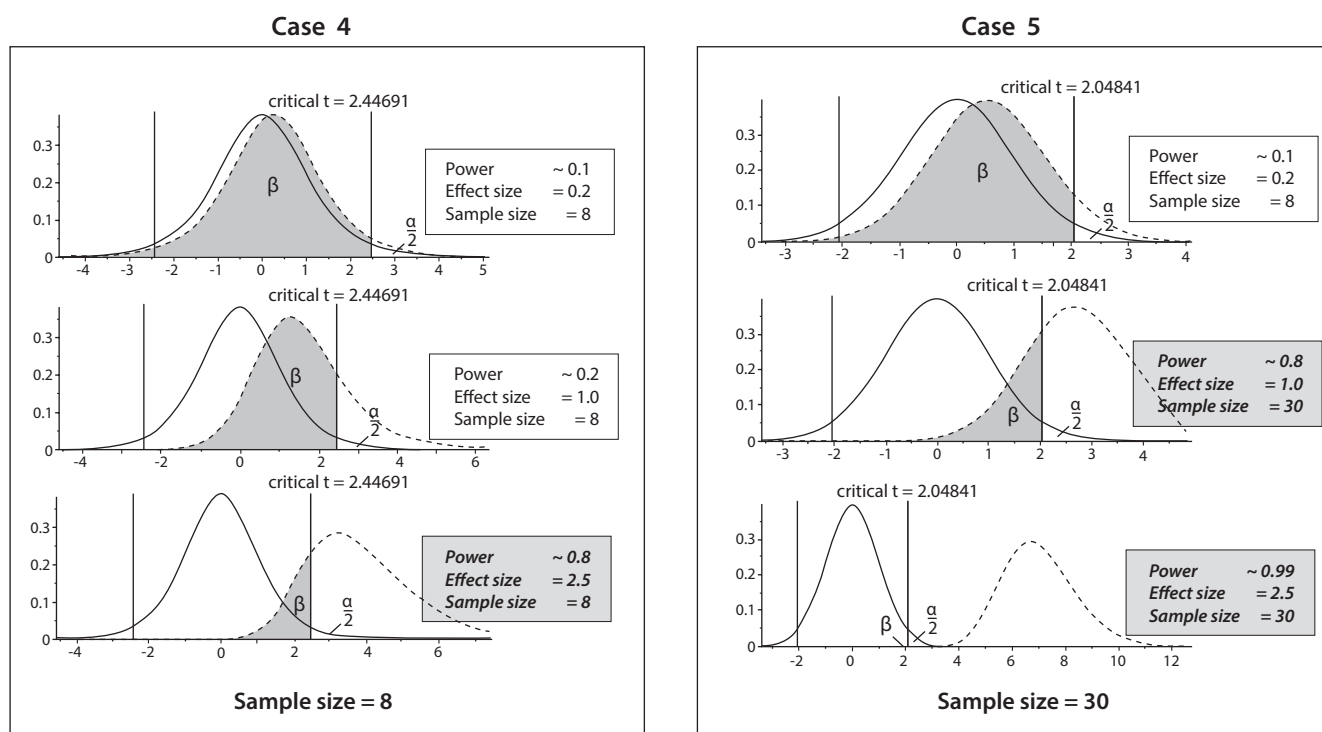 Case 4
critical t = 2.44691
0.3
0.2
0.1
0
-4 -3 -2 -1 0 1 2 3 4 5
β
α
2
Power ~ 0.1
Effect size = 0.2
Sample size = 8
critical t = 2.44691
0.3
0.2
0.1
0
-4 -2 0 2 4 6
β
α
2
Power ~ 0.2
Effect size = 1.0
Sample size = 8
critical t = 2.44691
0.3
0.2
0.1
0
-4 -2 0 2 4 6
β
α
2
Power ~ 0.8
Effect size = 2.5
Sample size = 8
Sample size = 8
Case 5
critical t = 2.04841
0.3
0.2
0.1
0
-3 -2 -1 0 1 2 3 4
β
α
2
Power ~ 0.1
Effect size = 0.2
Sample size = 8
critical t = 2.04841
0.3
0.2
0.1
0
-3 -2 -1 0 1 2 3 4
β
α
2
Power ~ 0.8
Effect size = 1.0
Sample size = 30
critical t = 2.04841
0.3
0.2
0.1
0
-2 0 2 4 6 8 10 12
β
α
2
Power ~ 0.99
Effect size = 2.5
Sample size = 30
Sample size = 30